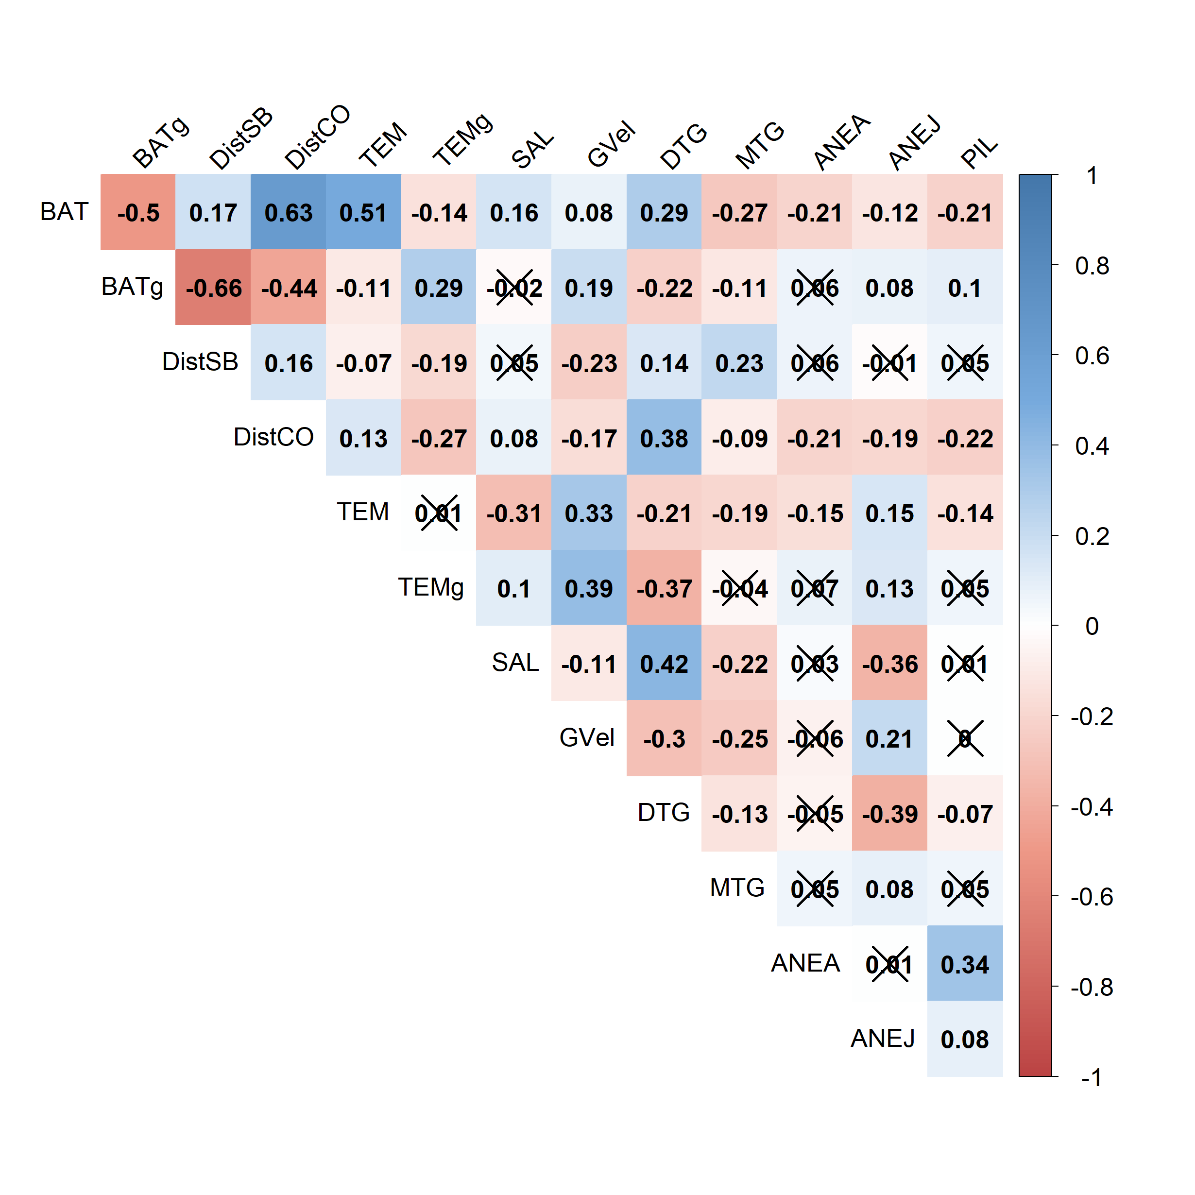 BATg DistSB DistCO TEM TEMg SAL GVel DTG MTG ANEA ANEJ PIL
BAT -0.5 0.17 0.63 0.51 -0.14 0.16 0.08 0.29 -0.27 -0.21 -0.12 -0.21
BATg -0.66 -0.44 -0.11 0.29 -0.02 0.19 -0.22 -0.11 0.06 0.08 0.1
DistSB 0.16 -0.07 -0.19 0.05 -0.23 0.14 0.23 0.06 -0.01 0.05
DistCO 0.13 -0.27 0.08 -0.17 0.38 -0.09 -0.21 -0.19 -0.22
TEM 0.01 -0.31 0.33 -0.21 -0.19 -0.15 0.15 -0.14
TEMg 0.1 0.39 -0.37 -0.04 0.07 0.13 0.05
SAL -0.11 0.42 -0.22 0.03 -0.36 0.01
GVel -0.3 -0.25 -0.06 0.21 0
DTG -0.13 -0.05 -0.39 -0.07
MTG 0.05 0.08 0.05
ANEA 0.01 0.34
ANEJ 0.08
1
0.8
0.6
0.4
0.2
0
-0.2
-0.4
-0.6
-0.8
-1